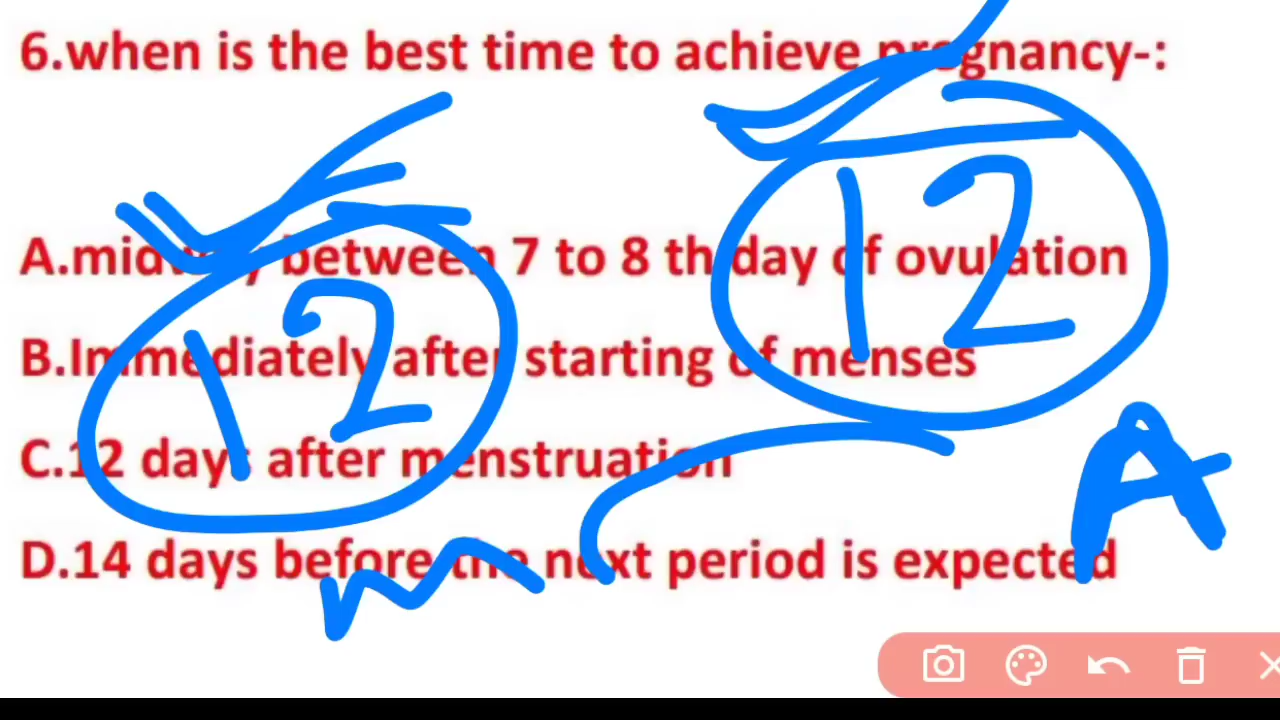 6.when is the best time to achieve pregnancy-:
12
12
A.midway between 7 to 8 th day of ovulation
B.Immediately after starting of menses
C.12 days after menstruation
A
D.14 days before the next period is expected